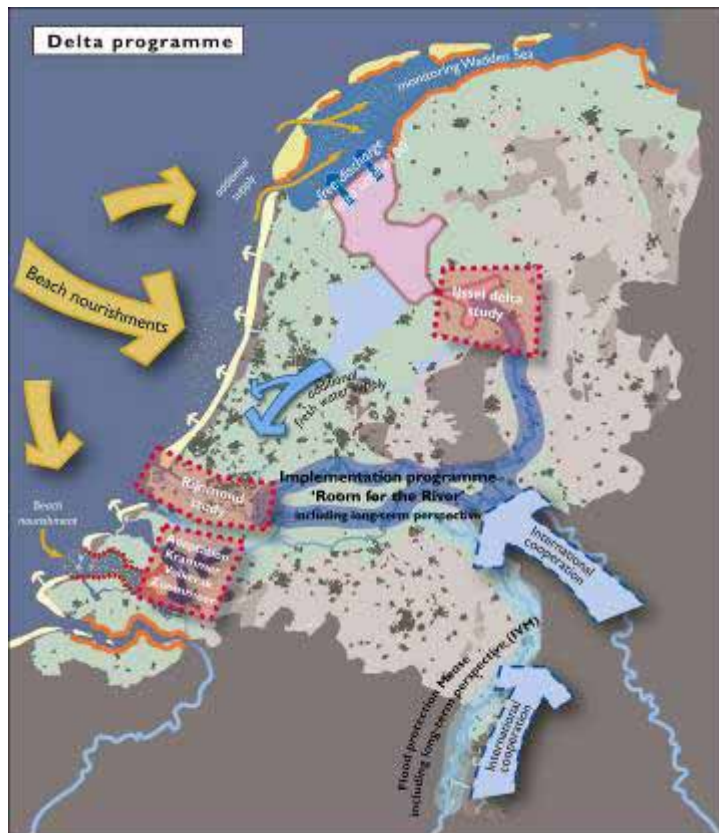 Delta programme
monitoring Wadden Sea
additional
supply
free discharge
Beach nourishments
IJssel delta
study
additional
fresh water supply
Rijnmond
study
Implementation programme
'Room for the River'
including long-term perspective
Beach
nourishment
Krammer
International
cooperation
Flood protection Meuse
including long-term perspective (IVM)
International
cooperation